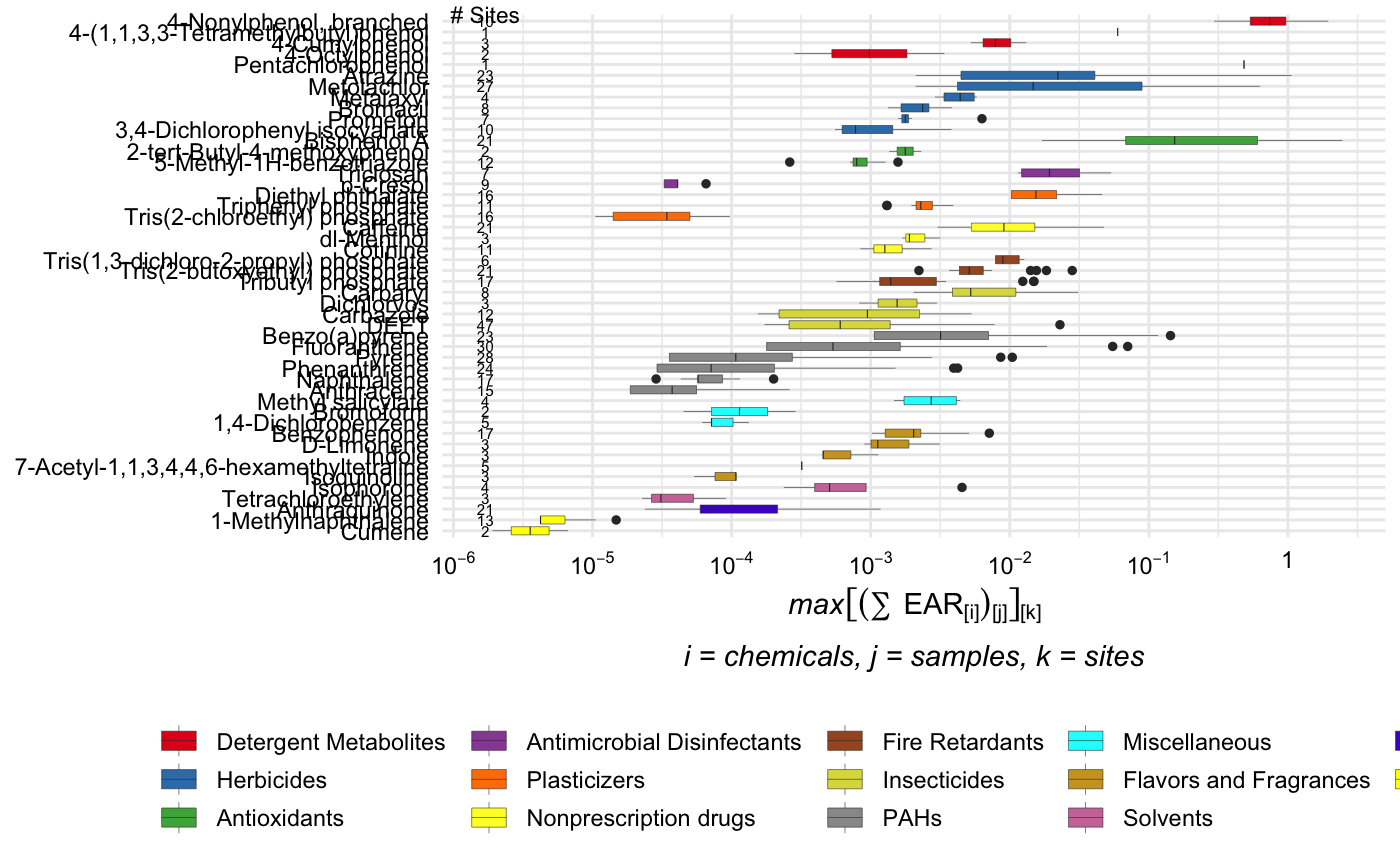 # Sites
4-Nonylphenol, branched 10
4-(1,1,3,3-Tetramethylbutyl)phenol 1
4-Cumylphenol 3
4-Octylphenol 2
Pentachlorophenol 1
Atrazine 23
Metolachlor 27
Metalaxyl 4
Bromacil 8
Prometon 7
3,4-Dichlorophenyl isocyanate 10
Bisphenol A 21
2-tert-Butyl-4-methoxyphenol 2
5-Methyl-1H-benzotriazole 12
Triclosan 7
p-Cresol 9
Diethyl phthalate 16
Triphenyl phosphate 11
Tris(2-chloroethyl) phosphate 16
Caffeine 21
dl-Menthol 3
Cotinine 11
Tris(1,3-dichloro-2-propyl) phosphate 6
Tris(2-butoxyethyl) phosphate 21
Tributyl phosphate 17
Carbaryl 8
Dichlorvos 3
Carbazole 12
DEET 47
Benzo(a)pyrene 23
Fluoranthene 30
Pyrene 28
Phenanthrene 24
Naphthalene 17
Anthracene 15
Methyl salicylate 4
Bromoform 2
1,4-Dichlorobenzene 5
Benzophenone 17
D-Limonene 3
Indole 3
7-Acetyl-1,1,3,4,4,6-hexamethyltetraline 5
Isoquinoline 3
Isophorone 4
Tetrachloroethylene 3
Anthraquinone 21
1-Methylnaphthalene 13
Cumene 2
10⁻⁶ 10⁻⁵ 10⁻⁴ 10⁻³ 10⁻² 10⁻¹ 1
max[(∑ EAR[i])[j]][k]
i = chemicals, j = samples, k = sites
Detergent Metabolites Antimicrobial Disinfectants Fire Retardants Miscellaneous
Herbicides Plasticizers Insecticides Flavors and Fragrances
Antioxidants Nonprescription drugs PAHs Solvents